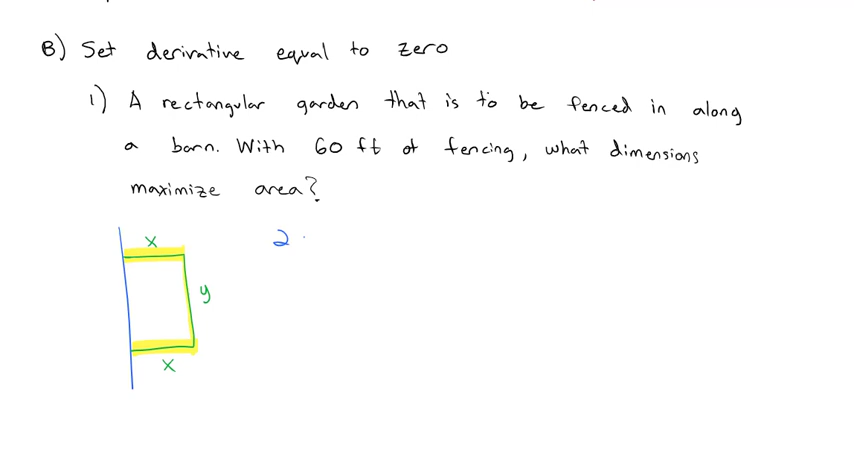 B) Set derivative equal to zero
1) A rectangular garden that is to be fenced in along
a barn. With 60 ft of fencing, what dimensions
maximize area?
x
2
y
x